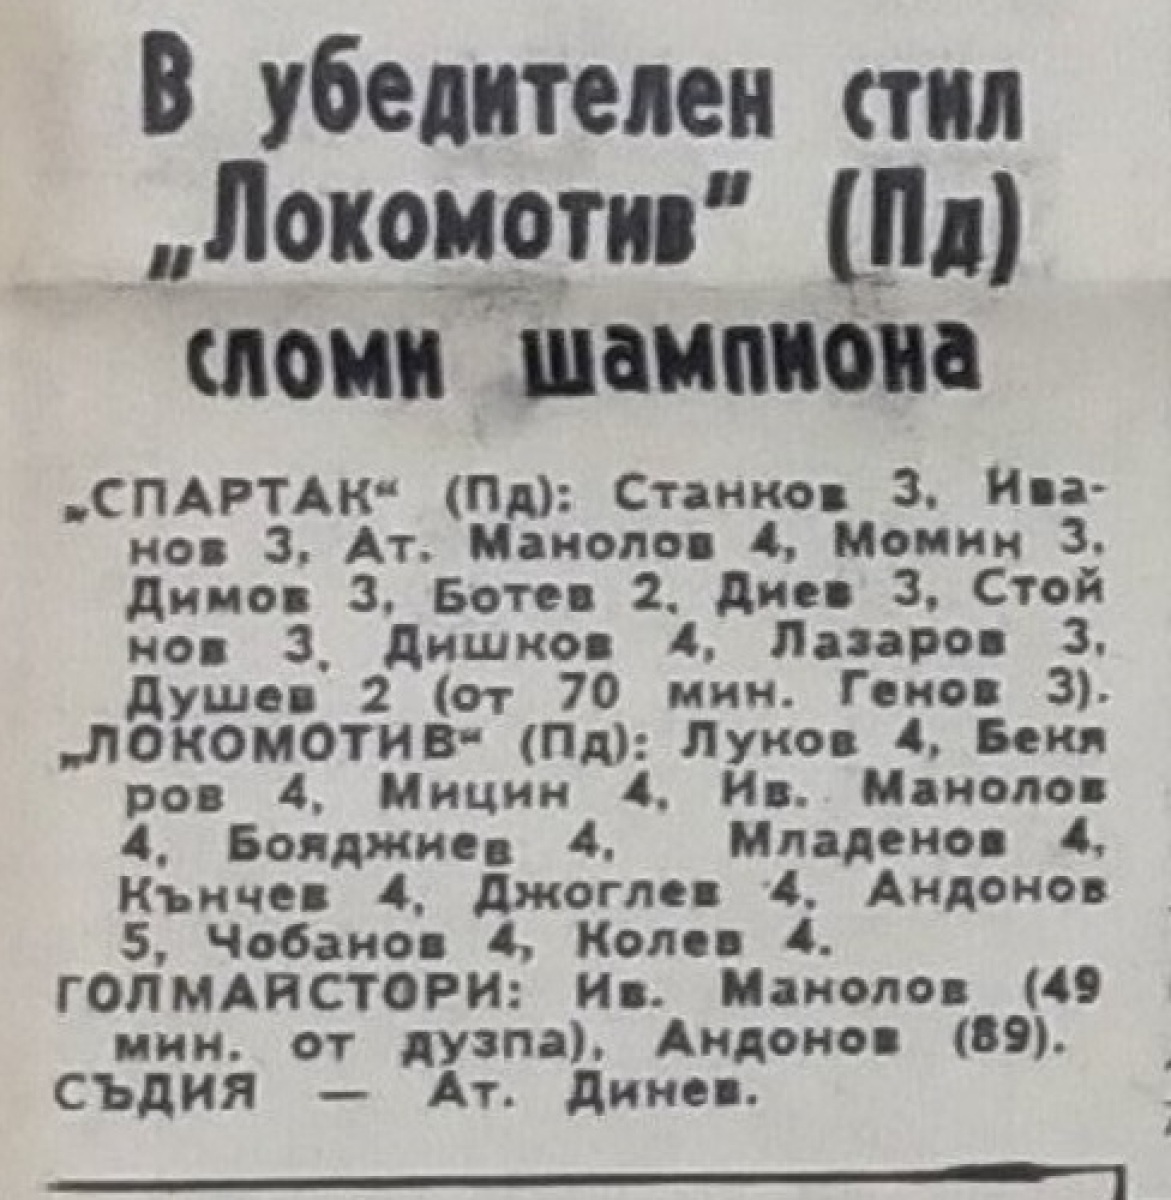 В убедителен стил
„Локомотив“ (Пд)
сломи шампиона
„СПАРТАК“ (Пд): Станков 3, Ива-
нов 3, Ат. Манолов 4, Момин 3,
Димов 3, Ботев 2, Диев 3, Стой
нов 3, Дишков 4, Лазаров 3,
Душев 2 (от 70 мин. Генов 3).
„ЛОКОМОТИВ“ (Пд): Луков 4, Бекя
ров 4, Мицин 4, Ив. Манолов
4, Бояджиев 4, Младенов 4,
Кънчев 4, Джоглев 4, Андонов
5, Чобанов 4, Колев 4.
ГОЛМАЙСТОРИ: Ив. Манолов (49
мин. от дузпа), Андонов (89).
СЪДИЯ — Ат. Динев.